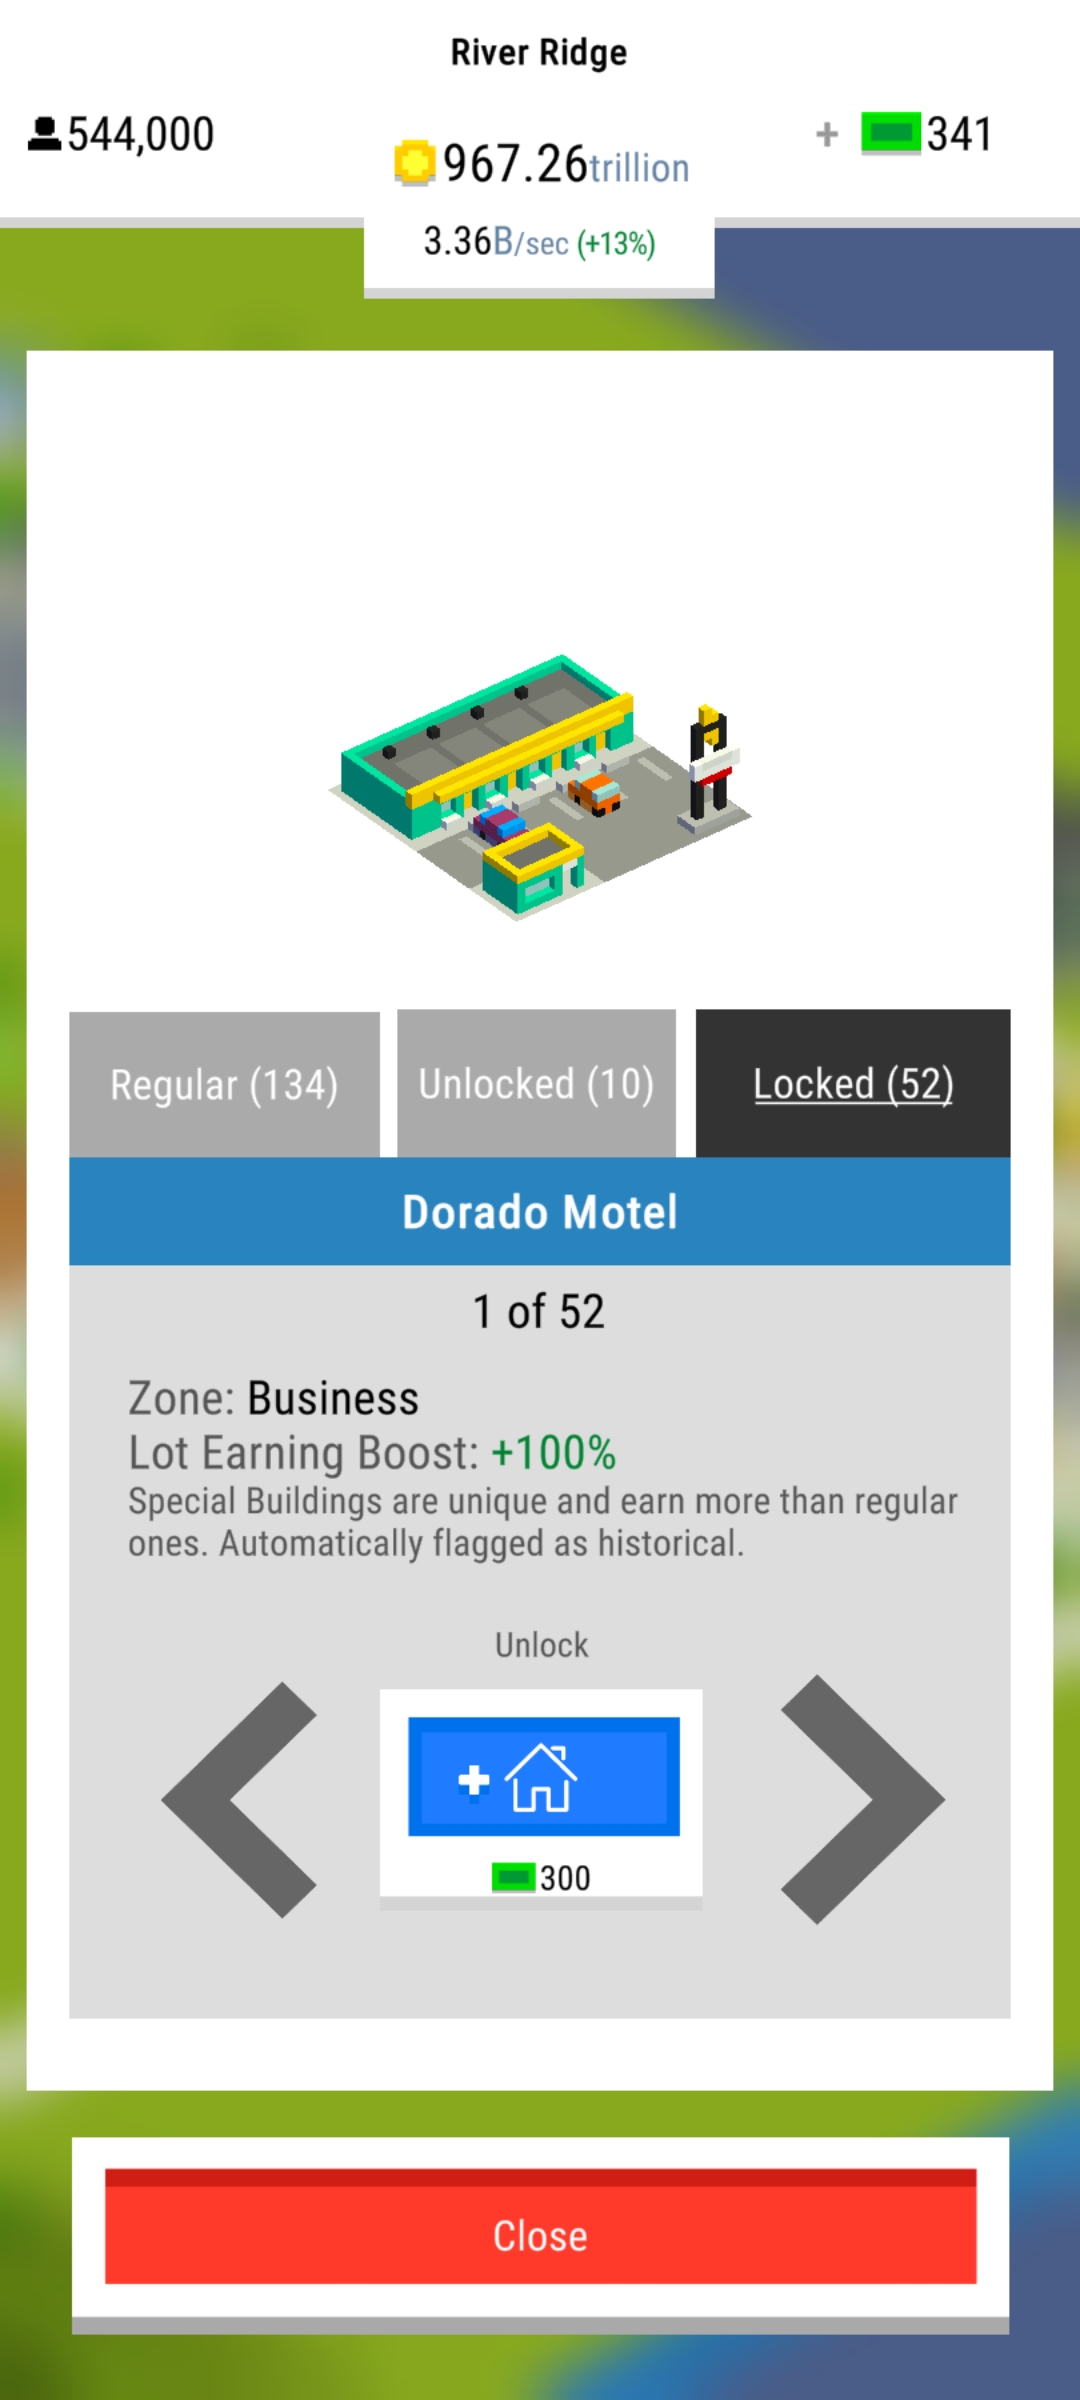 River Ridge
544,000
967.26trillion
+ 341
3.36B/sec (+13%)
Regular (134)
Unlocked (10)
Locked (52)
Dorado Motel
1 of 52
Zone: Business
Lot Earning Boost: +100%
Special Buildings are unique and earn more than regular
ones. Automatically flagged as historical.
Unlock
300
Close